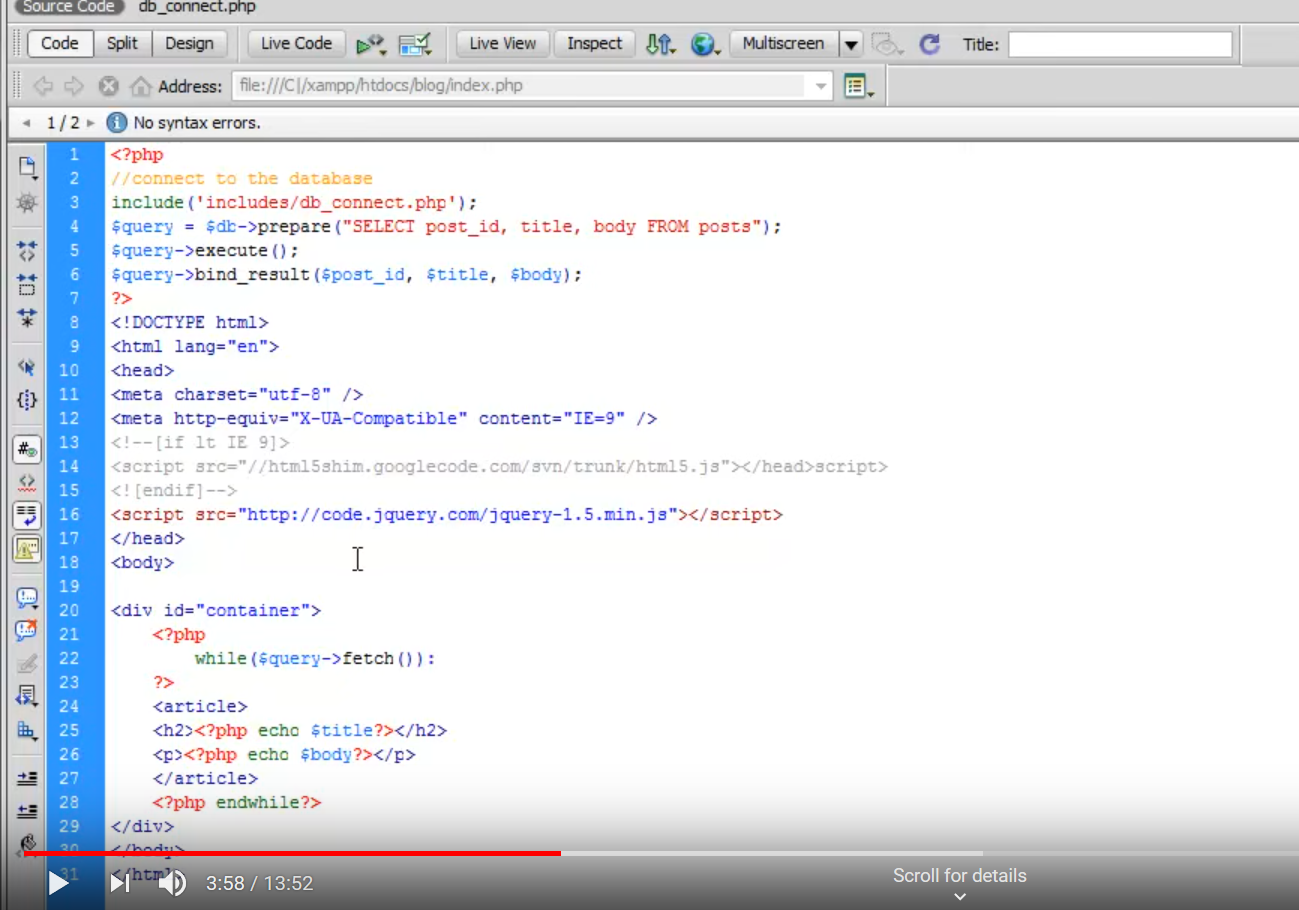 Source Code db_connect.php
Code Split Design Live Code Live View Inspect Multiscreen Title:
Address: file:///C|/xampp/htdocs/blog/index.php
1 / 2 No syntax errors.
1 <?php
2 //connect to the database
3 include('includes/db_connect.php');
4 $query = $db->prepare("SELECT post_id, title, body FROM posts");
5 $query->execute();
6 $query->bind_result($post_id, $title, $body);
7 ?>
8 <!DOCTYPE html>
9 <html lang="en">
10 <head>
11 <meta charset="utf-8" />
12 <meta http-equiv="X-UA-Compatible" content="IE=9" />
13 <!--[if lt IE 9]>
14 <script src="//html5shim.googlecode.com/svn/trunk/html5.js"></head>script>
15 <![endif]-->
16 <script src="http://code.jquery.com/jquery-1.5.min.js"></script>
17 </head>
18 <body>
19
20 <div id="container">
21 <?php
22 while($query->fetch()):
23 ?>
24 <article>
25 <h2><?php echo $title?></h2>
26 <p><?php echo $body?></p>
27 </article>
28 <?php endwhile?>
29 </div>
30 </body>
31 </html>
3:58 / 13:52
Scroll for details